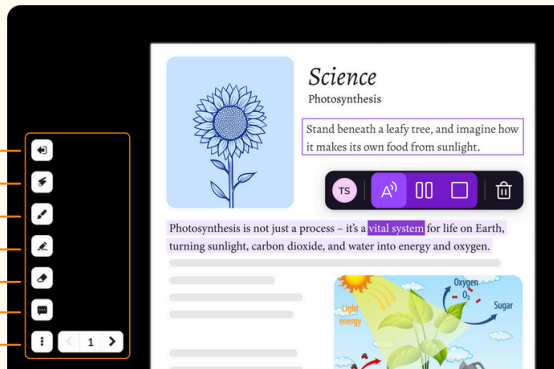 Science
Photosynthesis
Stand beneath a leafy tree, and imagine how
it makes its own food from sunlight.
TS
A
Photosynthesis is not just a process – it's a vital system for life on Earth,
turning sunlight, carbon dioxide, and water into energy and oxygen.
Oxygen
O₂
Sugar
Light
energy
1